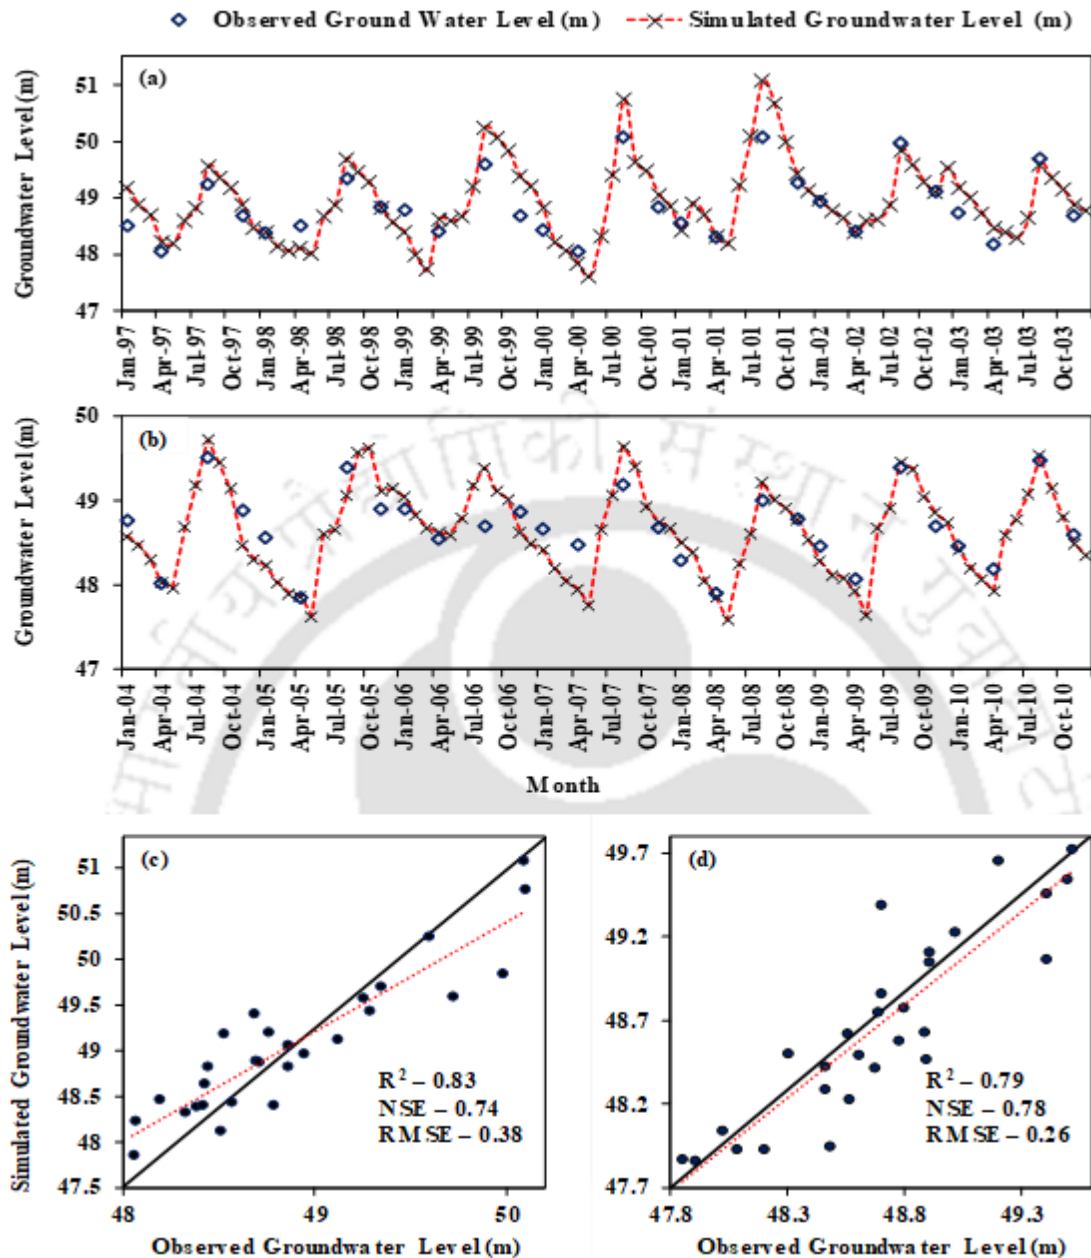 Observed Ground Water Level (m) Simulated Groundwater Level (m)
(a)
Groundwater Level (m)
51
50
49
48
47
Jan-97 Apr-97 Jul-97 Oct-97 Jan-98 Apr-98 Jul-98 Oct-98 Jan-99 Apr-99 Jul-99 Oct-99 Jan-00 Apr-00 Jul-00 Oct-00 Jan-01 Apr-01 Jul-01 Oct-01 Jan-02 Apr-02 Jul-02 Oct-02 Jan-03 Apr-03 Jul-03 Oct-03
(b)
Groundwater Level (m)
50
49
48
47
Jan-04 Apr-04 Jul-04 Oct-04 Jan-05 Apr-05 Jul-05 Oct-05 Jan-06 Apr-06 Jul-06 Oct-06 Jan-07 Apr-07 Jul-07 Oct-07 Jan-08 Apr-08 Jul-08 Oct-08 Jan-09 Apr-09 Jul-09 Oct-09 Jan-10 Apr-10 Jul-10 Oct-10
Month
(c)
Simulated Groundwater Level (m)
51
50.5
50
49.5
49
48.5
48
47.5
R² – 0.83
NSE – 0.74
RMSE – 0.38
48 49 50
Observed Groundwater Level (m)
(d)
49.7
49.2
48.7
48.2
47.7
R² – 0.79
NSE – 0.78
RMSE – 0.26
47.8 48.3 48.8 49.3
Observed Groundwater Level (m)